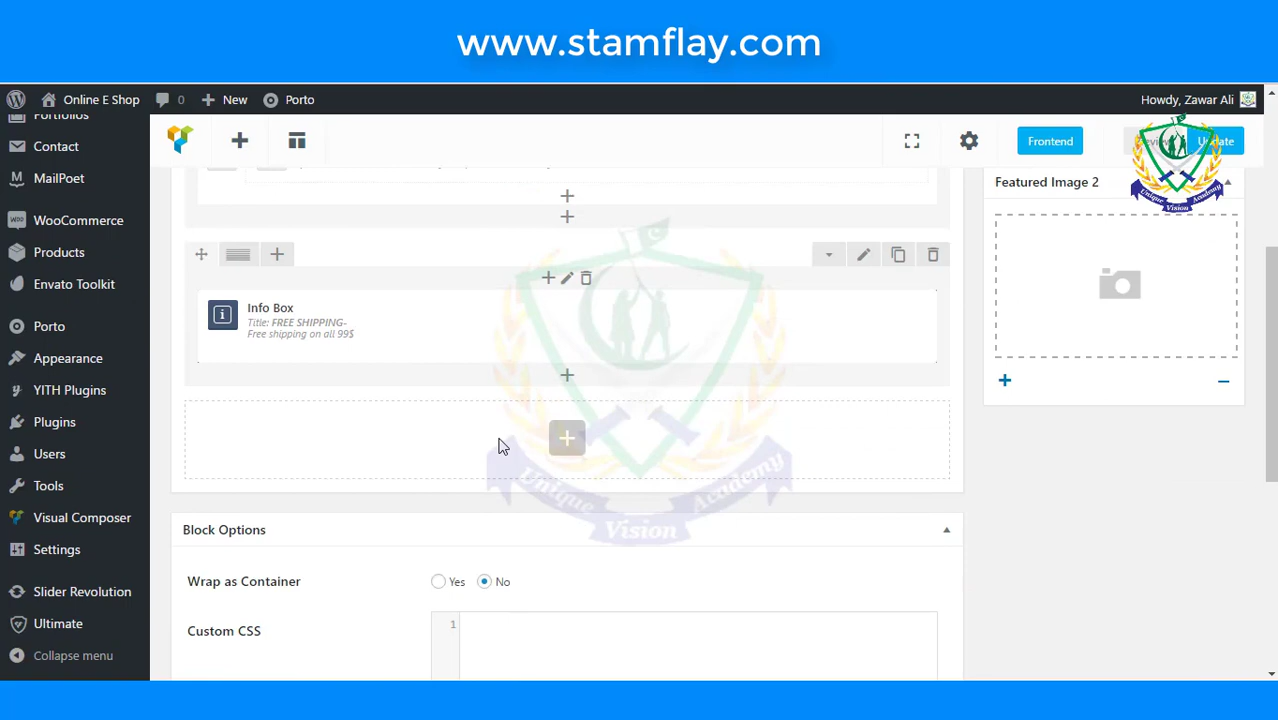 www.stamflay.com
Online E Shop
0
New
Porto
Howdy, Zawar Ali
Portfolios
Contact
MailPoet
WooCommerce
Products
Envato Toolkit
Porto
Appearance
YITH Plugins
Plugins
Users
Tools
Visual Composer
Settings
Slider Revolution
Ultimate
Collapse menu
Frontend
Featured Image 2
Info Box
Title: FREE SHIPPING-
Free shipping on all 99$
Unique Vision Academy
Block Options
Wrap as Container
Yes
No
Custom CSS
1